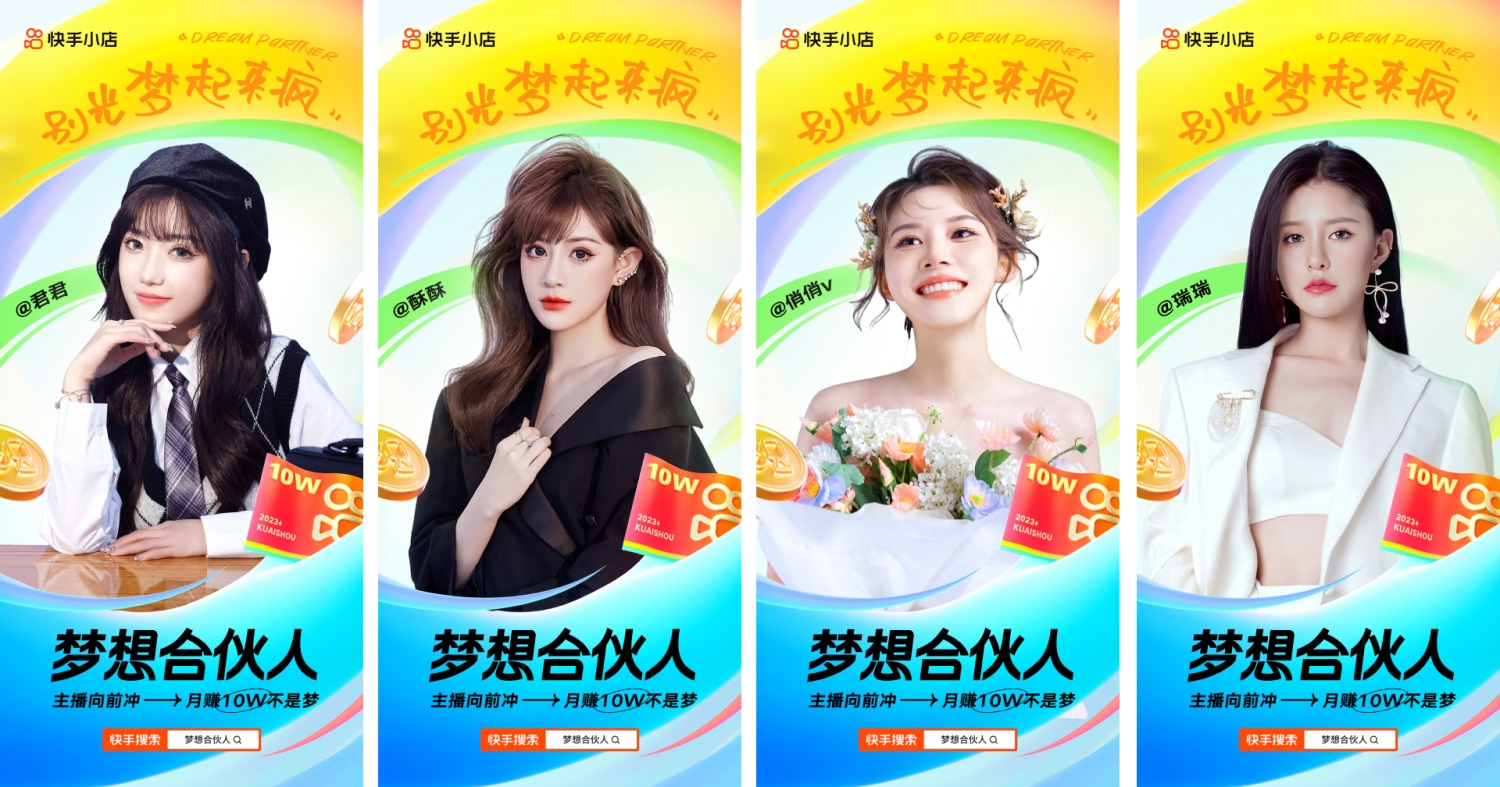 快手小店
DREAM PARTNER
别光梦起来疯
@君君
10W
2023+
KUAISHOU
梦想合伙人
主播向前冲 → 月赚10W不是梦
快手搜索 梦想合伙人
快手小店
DREAM PARTNER
别光梦起来疯
@酥酥
10W
2023+
KUAISHOU
梦想合伙人
主播向前冲 → 月赚10W不是梦
快手搜索 梦想合伙人
快手小店
DREAM PARTNER
别光梦起来疯
@俏俏v
10W
2023+
KUAISHOU
梦想合伙人
主播向前冲 → 月赚10W不是梦
快手搜索 梦想合伙人
快手小店
DREAM PARTNER
别光梦起来疯
@瑞瑞
10W
2023+
KUAISHOU
梦想合伙人
主播向前冲 → 月赚10W不是梦
快手搜索 梦想合伙人